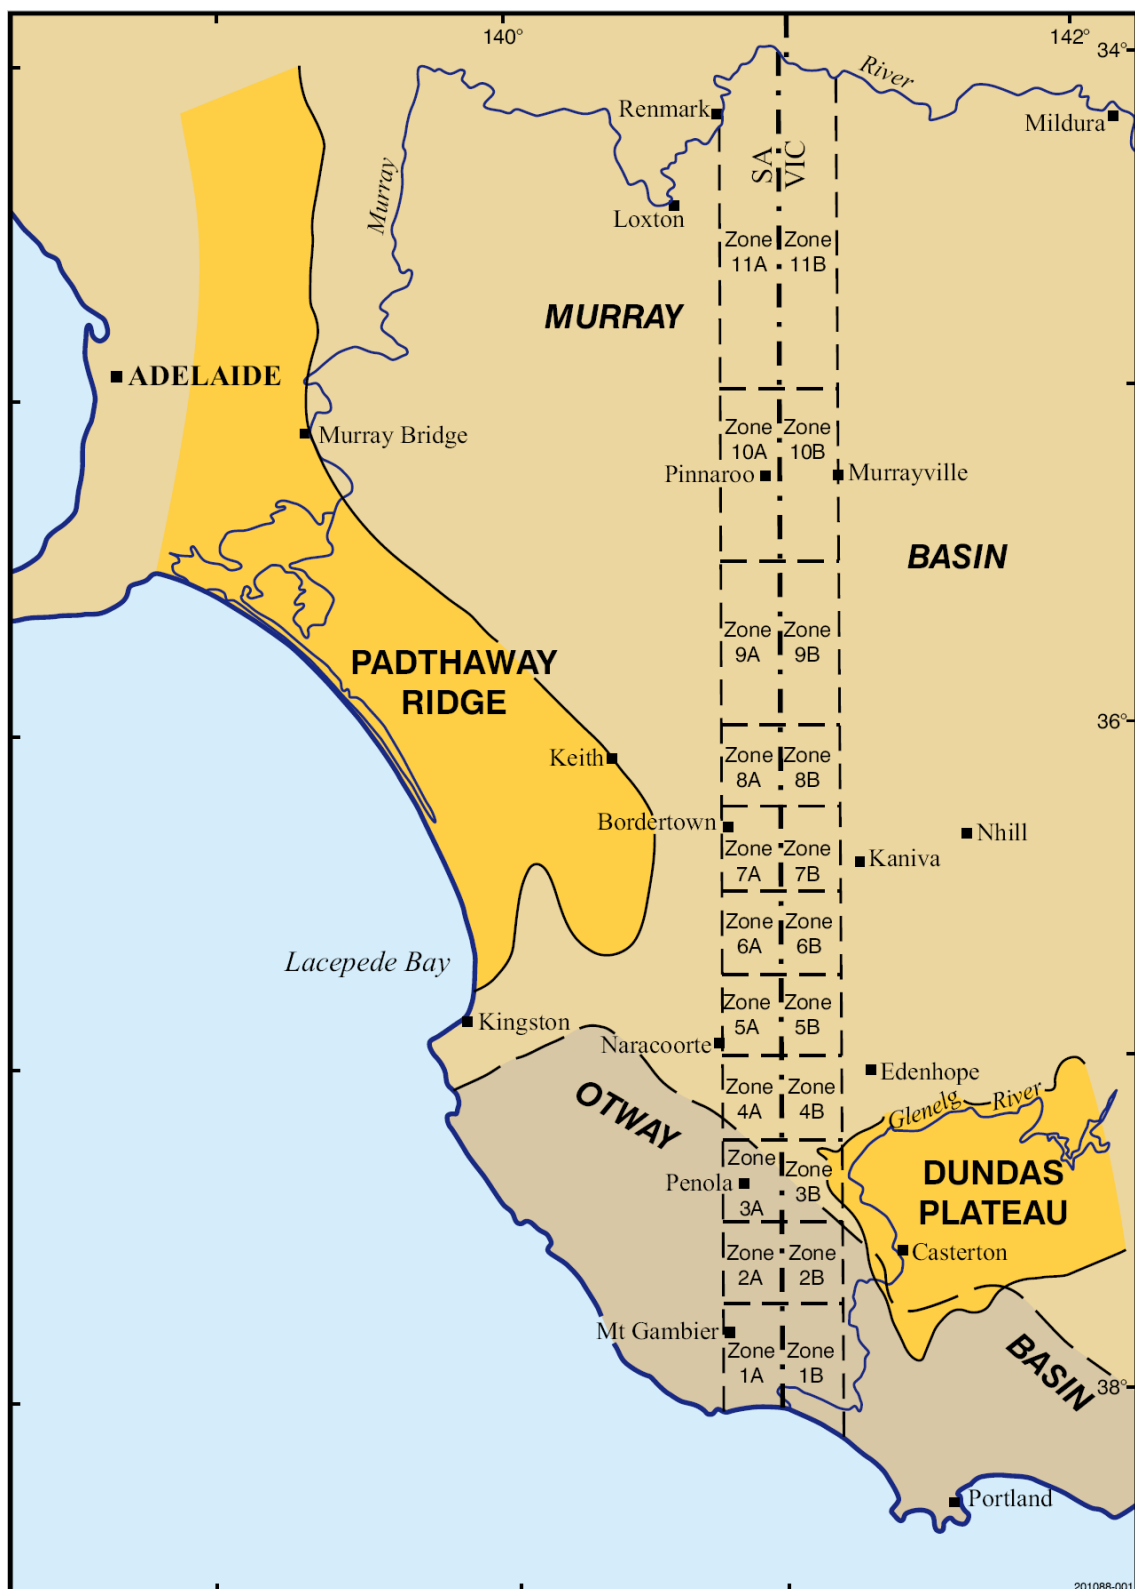 140°
142°
34°
River
Renmark
Mildura
SA
VIC
Murray
Loxton
Zone
11A
Zone
11B
MURRAY
ADELAIDE
Murray Bridge
Zone
10A
Zone
10B
Pinnaroo
Murrayville
BASIN
Zone
9A
Zone
9B
PADTHAWAY
RIDGE
36°
Keith
Zone
8A
Zone
8B
Bordertown
Nhill
Zone
7A
Zone
7B
Kaniva
Zone
6A
Zone
6B
Lacepede Bay
Zone
5A
Zone
5B
Kingston
Naracoorte
Edenhope
Zone
4A
Zone
4B
Glenelg River
OTWAY
Zone
3A
Zone
3B
Penola
DUNDAS
PLATEAU
Zone
2A
Zone
2B
Casterton
Mt Gambier
Zone
1A
Zone
1B
BASIN
38°
Portland
201088-001